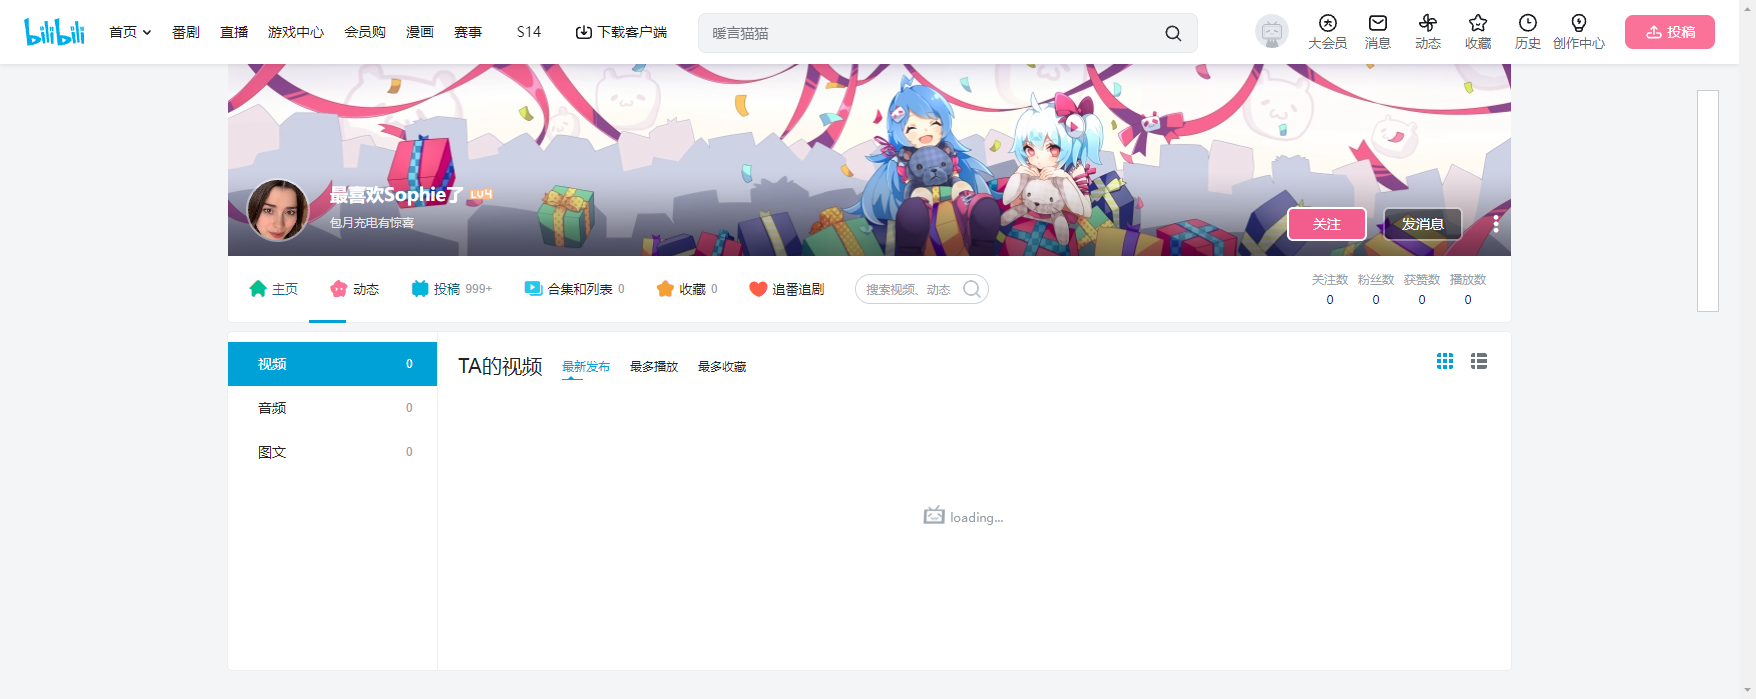 bilibili 首页 番剧 直播 游戏中心 会员购 漫画 赛事 S14 下载客户端 暖言猫猫 大会员 消息 动态 收藏 历史 创作中心 投稿
最喜欢Sophie了 LV4
包月充电有惊喜
关注 发消息
主页 动态 投稿 999+ 合集和列表 0 收藏 0 追番追剧 搜索视频、动态
关注数 粉丝数 获赞数 播放数
0 0 0 0
视频 0
音频 0
图文 0
TA的视频 最新发布 最多播放 最多收藏
loading...